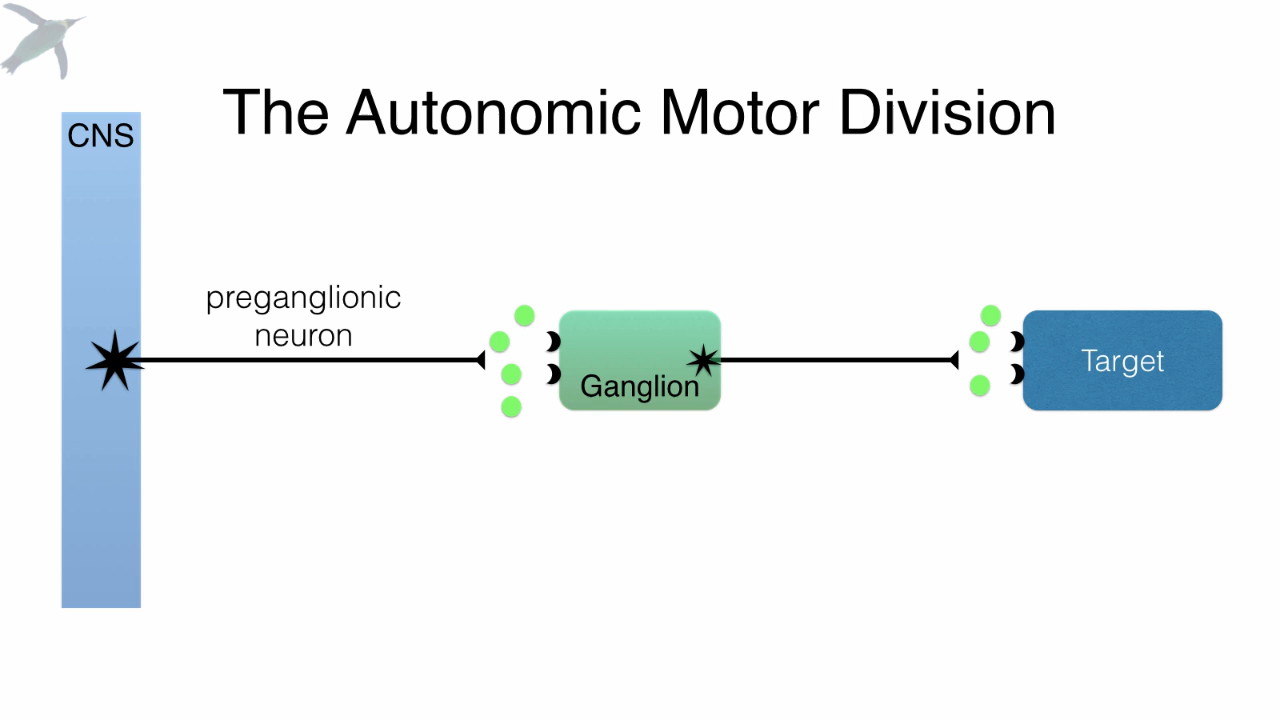 The Autonomic Motor Division
CNS
preganglionic
neuron
Ganglion
Target